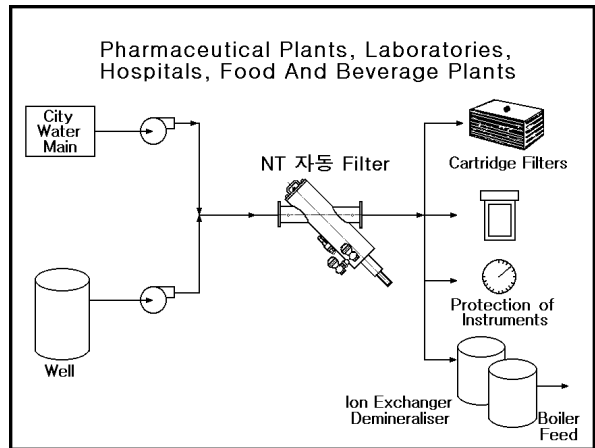 Pharmaceutical Plants, Laboratories,
Hospitals, Food And Beverage Plants
City
Water
Main
NT 자동 Filter
Cartridge Filters
Protection of
Instruments
Well
Ion Exchanger
Demineraliser
Boiler
Feed